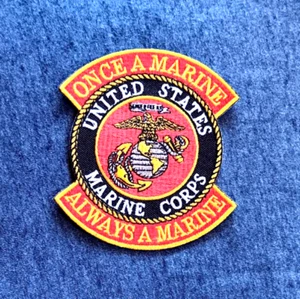 ONCE A MARINE
UNITED STATES
MARINE CORPS
ALWAYS A MARINE